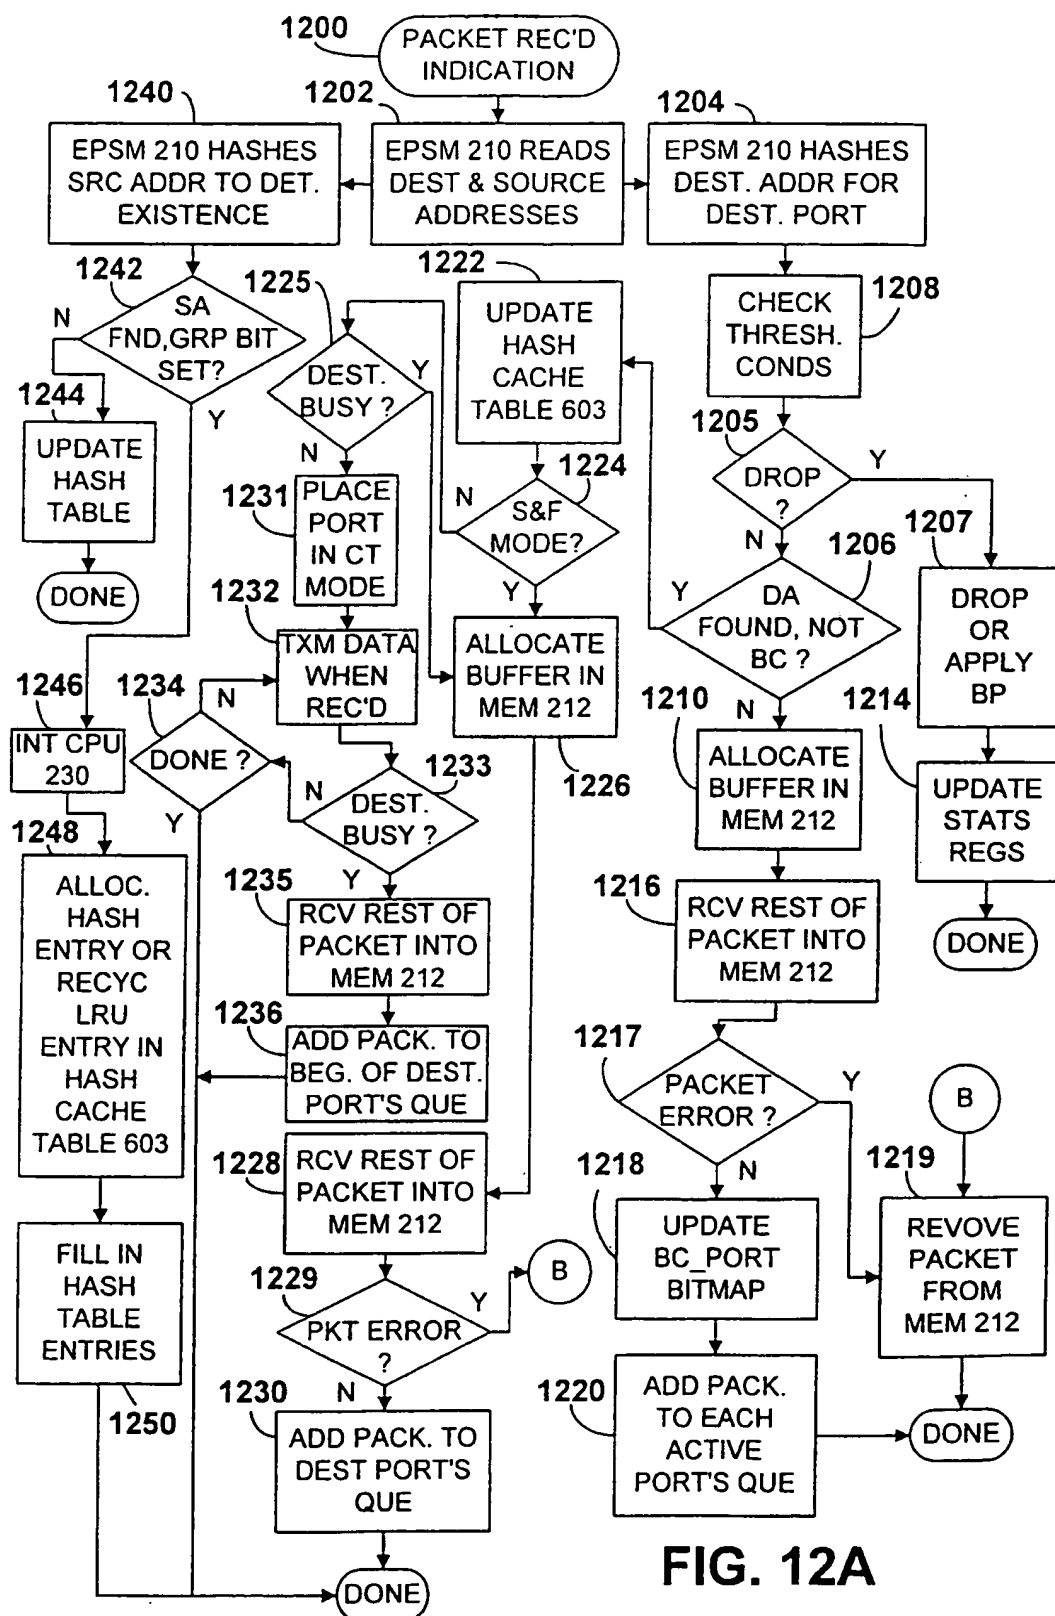 1200
PACKET REC'D
INDICATION
1240
1202
1204
EPSM 210 HASHES
SRC ADDR TO DET.
EXISTENCE
EPSM 210 READS
DEST & SOURCE
ADDRESSES
EPSM 210 HASHES
DEST. ADDR FOR
DEST. PORT
1242
SA
FND,GRP BIT
SET?
N
Y
1244
UPDATE
HASH
TABLE
DONE
1246
INT CPU
230
1248
ALLOC.
HASH
ENTRY OR
RECYC
LRU
ENTRY IN
HASH
CACHE
TABLE 603
FILL IN
HASH
TABLE
ENTRIES
1250
1225
DEST.
BUSY ?
Y
N
1231
PLACE
PORT
IN CT
MODE
1232
TXM DATA
WHEN
REC'D
1234
N
DONE ?
Y
1233
DEST.
BUSY ?
N
Y
1235
RCV REST OF
PACKET INTO
MEM 212
1236
ADD PACK. TO
BEG. OF DEST.
PORT'S QUE
1222
UPDATE
HASH
CACHE
TABLE 603
1224
N
S&F
MODE?
Y
ALLOCATE
BUFFER IN
MEM 212
1226
1228
RCV REST OF
PACKET INTO
MEM 212
1229
PKT ERROR
?
Y
B
N
1230
ADD PACK. TO
DEST PORT'S
QUE
DONE
CHECK
THRESH.
CONDS
1208
1205
DROP
?
Y
N
1207
DROP
OR
APPLY
BP
1214
UPDATE
STATS
REGS
DONE
1206
DA
FOUND, NOT
BC ?
Y
N
1210
ALLOCATE
BUFFER IN
MEM 212
1216
RCV REST OF
PACKET INTO
MEM 212
1217
PACKET
ERROR ?
Y
N
1218
UPDATE
BC_PORT
BITMAP
B
1219
REVOVE
PACKET
FROM
MEM 212
1220
ADD PACK.
TO EACH
ACTIVE
PORT'S QUE
DONE
FIG. 12A